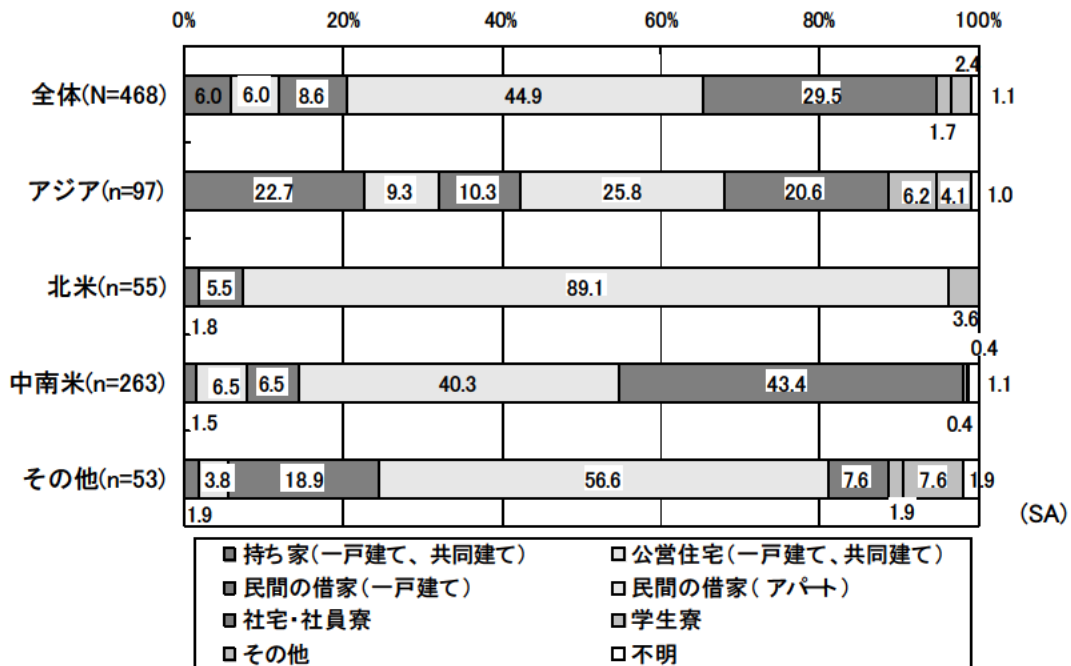 0% 20% 40% 60% 80% 100%
2.4
全体(N=468) 6.0 6.0 8.6 44.9 29.5 1.1
1.7
アジア(n=97) 22.7 9.3 10.3 25.8 20.6 6.2 4.1 1.0
北米(n=55) 5.5 89.1
1.8 3.6
0.4
中南米(n=263) 6.5 6.5 40.3 43.4 1.1
1.5 0.4
その他(n=53) 3.8 18.9 56.6 7.6 7.6 1.9
1.9 1.9 (SA)
持ち家(一戸建て、共同建て) 公営住宅(一戸建て、共同建て)
民間の借家(一戸建て) 民間の借家(アパート)
社宅・社員寮 学生寮
その他 不明